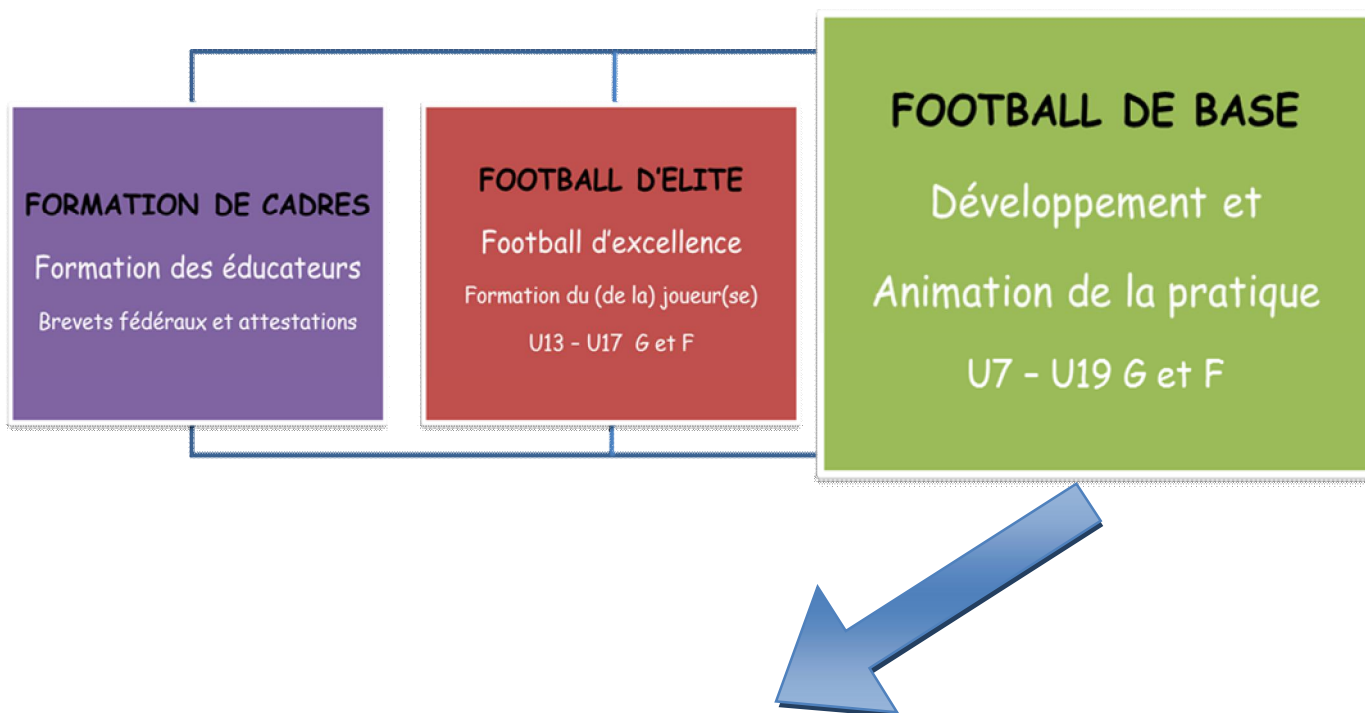 FORMATION DE CADRES
Formation des éducateurs
Brevets fédéraux et attestations
FOOTBALL D'ELITE
Football d'excellence
Formation du (de la) joueur(se)
U13 – U17 G et F
FOOTBALL DE BASE
Développement et
Animation de la pratique
U7 – U19 G et F